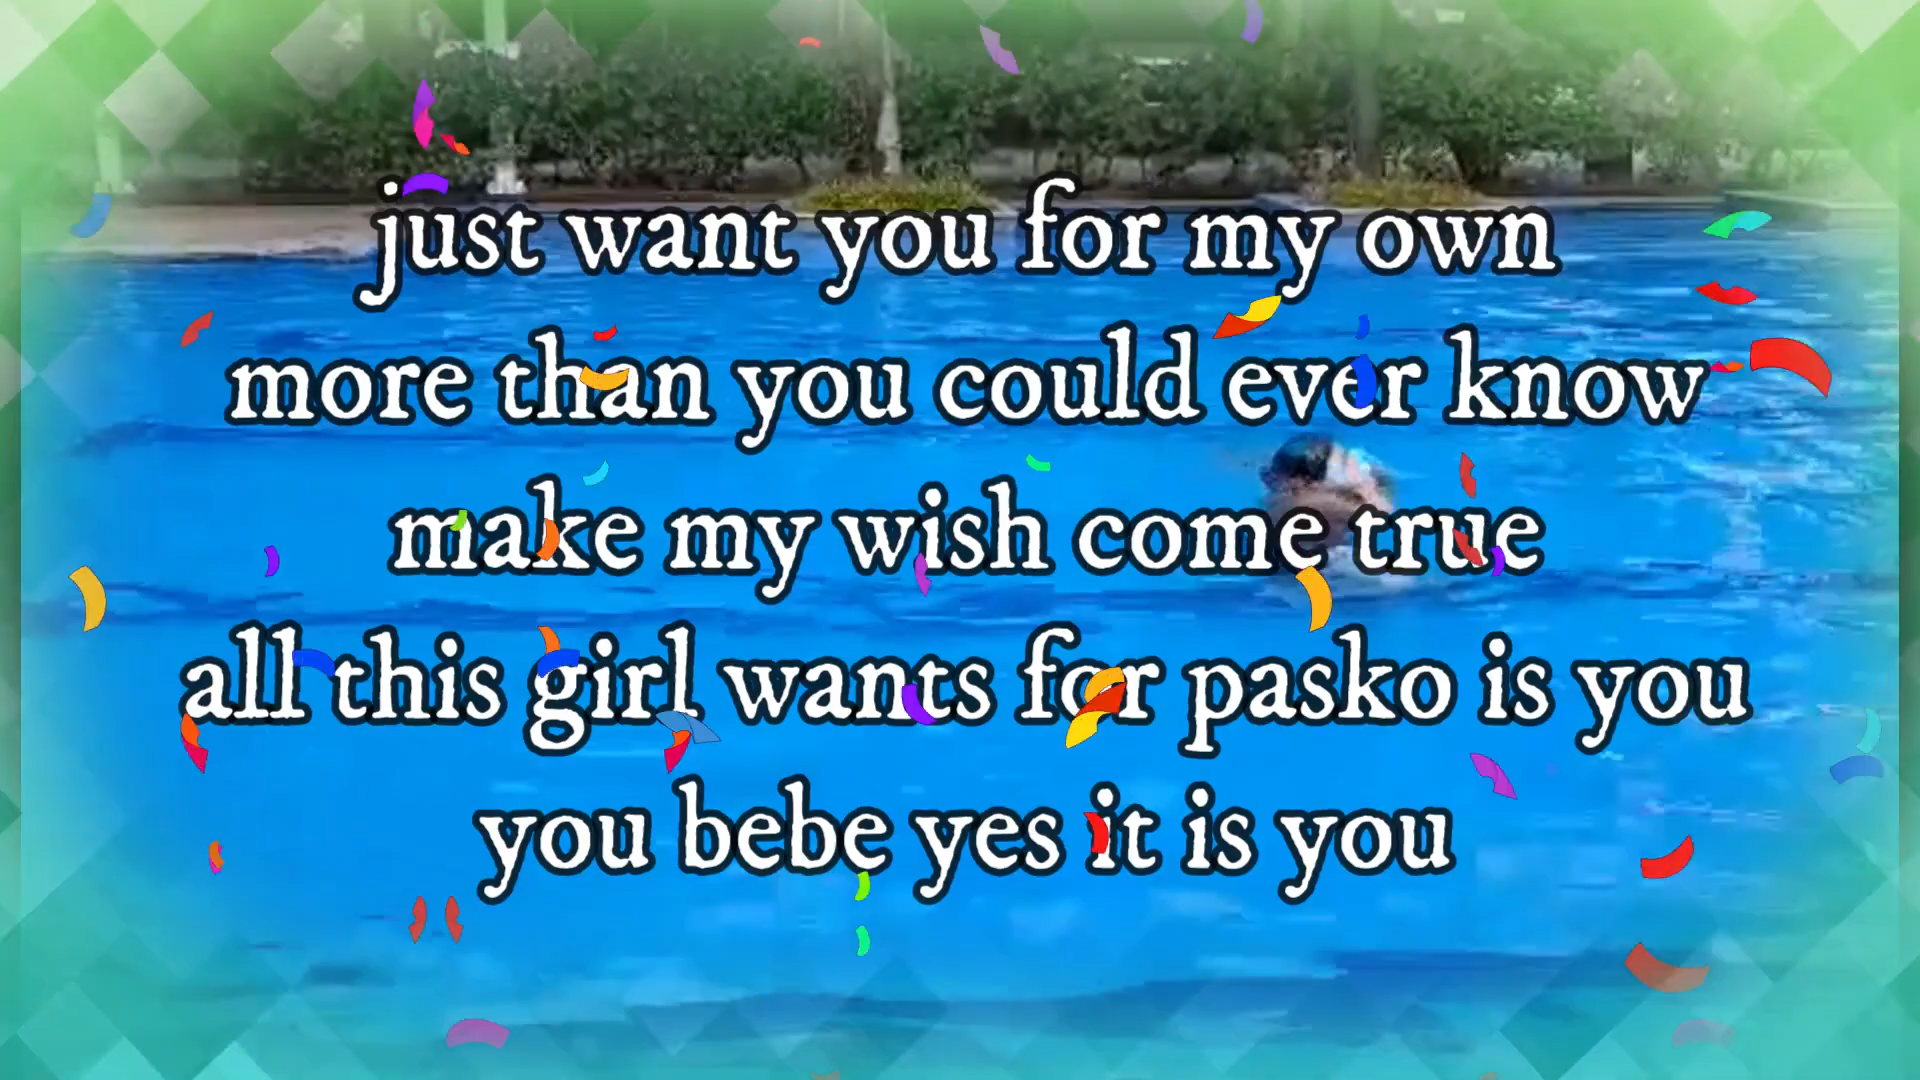 just want you for my own
more than you could ever know
make my wish come true
all this girl wants for pasko is you
you bebe yes it is you